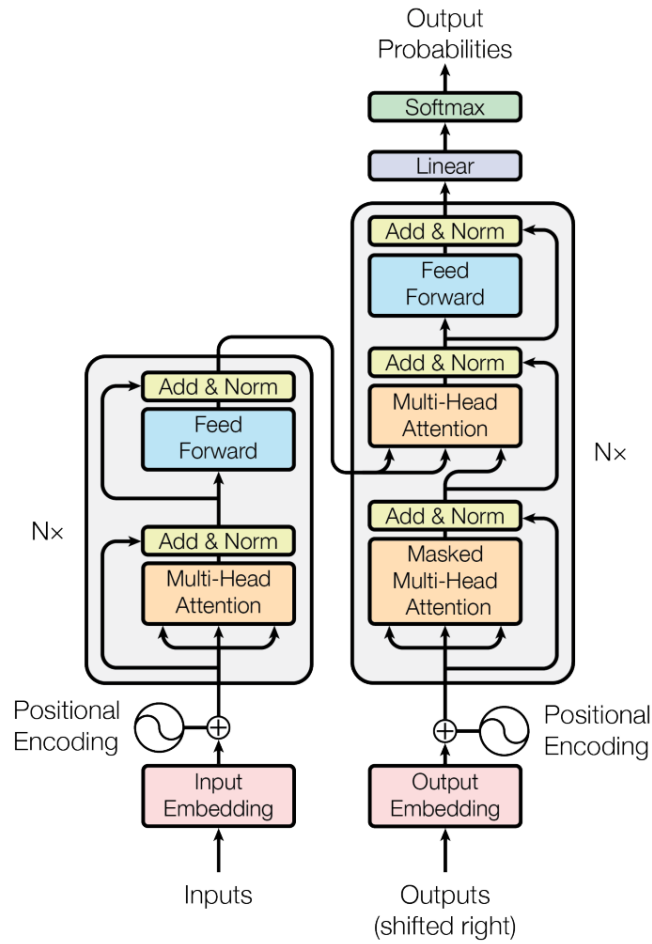 Output
Probabilities
Softmax
Linear
Add & Norm
Feed
Forward
Add & Norm
Multi-Head
Attention
Add & Norm
Masked
Multi-Head
Attention
N×
Add & Norm
Feed
Forward
Add & Norm
Multi-Head
Attention
N×
Positional
Encoding
Positional
Encoding
Input
Embedding
Output
Embedding
Inputs
Outputs
(shifted right)